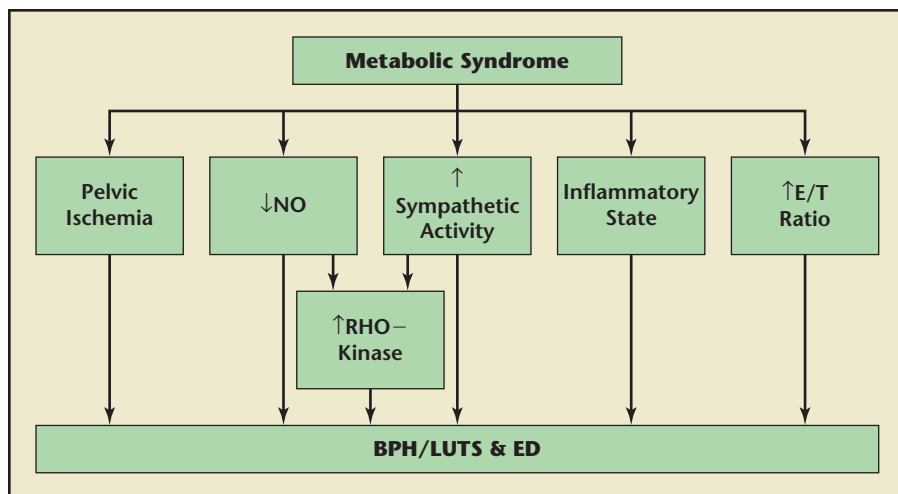 Metabolic Syndrome
Pelvic
Ischemia
↓NO
↑
Sympathetic
Activity
Inflammatory
State
↑E/T
Ratio
↑RHO–
Kinase
BPH/LUTS & ED